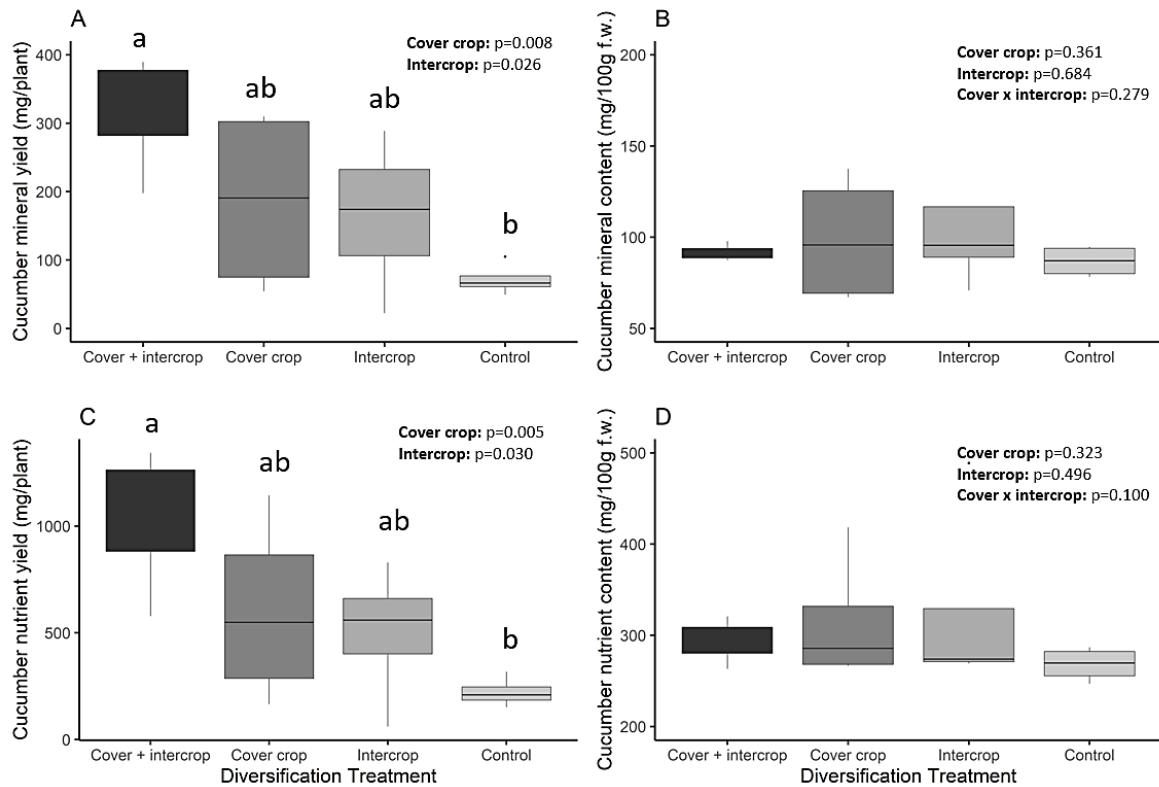 A
a
Cover crop: p=0.008
Intercrop: p=0.026
ab
ab
b
400
300
200
100
0
Cucumber mineral yield (mg/plant)
Cover + intercrop
Cover crop
Intercrop
Control
B
Cover crop: p=0.361
Intercrop: p=0.684
Cover x intercrop: p=0.279
200
150
100
50
Cucumber mineral content (mg/100g f.w.)
Cover + intercrop
Cover crop
Intercrop
Control
C
a
Cover crop: p=0.005
Intercrop: p=0.030
ab
ab
b
1000
500
0
Cucumber nutrient yield (mg/plant)
Cover + intercrop
Cover crop
Intercrop
Control
Diversification Treatment
D
Cover crop: p=0.323
Intercrop: p=0.496
Cover x intercrop: p=0.100
500
400
300
200
Cucumber nutrient content (mg/100g f.w.)
Cover + intercrop
Cover crop
Intercrop
Control
Diversification Treatment